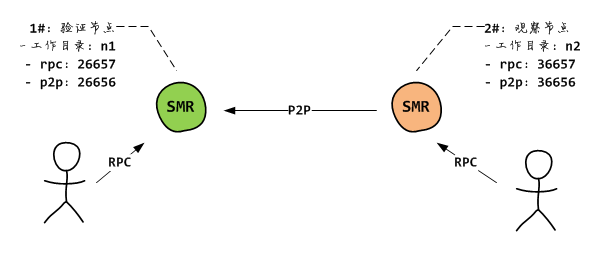 1#: 验证节点
- 工作目录: n1
- rpc: 26657
- p2p: 26656
2#: 观察节点
- 工作目录: n2
- rpc: 36657
- p2p: 36656
SMR
P2P
SMR
RPC
RPC